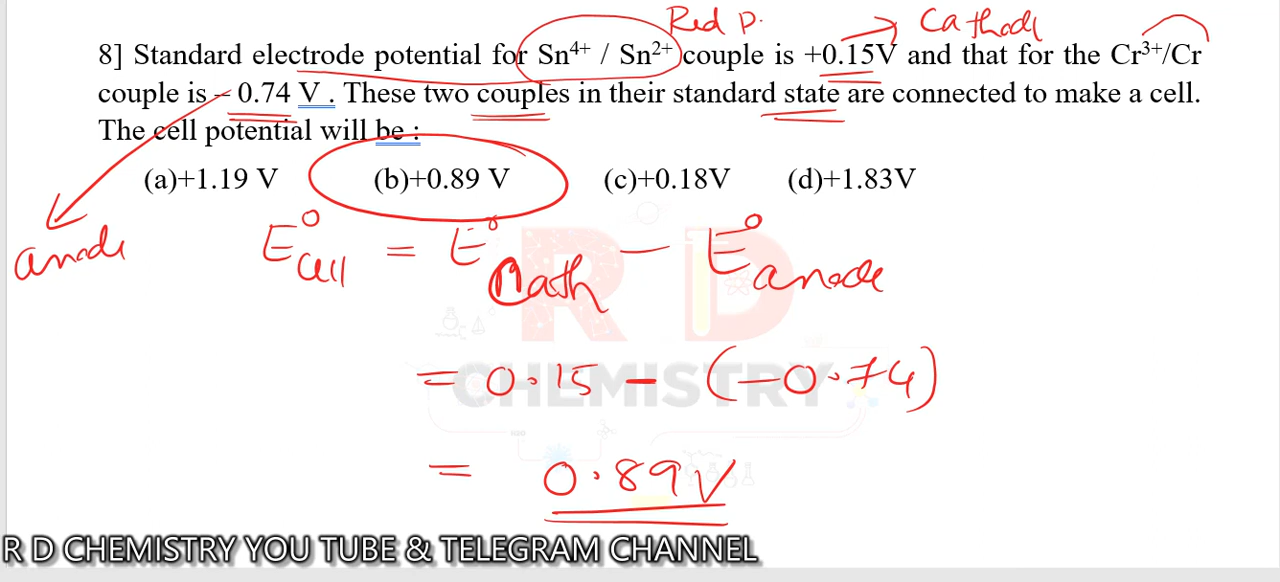 Red P. → Cathode
8] Standard electrode potential for Sn⁴⁺ / Sn²⁺ couple is +0.15V and that for the Cr³⁺/Cr
couple is – 0.74 V . These two couples in their standard state are connected to make a cell.
The cell potential will be :
(a)+1.19 V (b)+0.89 V (c)+0.18V (d)+1.83V
anode
E°cell = E°Cath – E°anode
= 0.15 – (–0.74)
= 0.89V
RD
CHEMISTRY
R D CHEMISTRY YOU TUBE & TELEGRAM CHANNEL